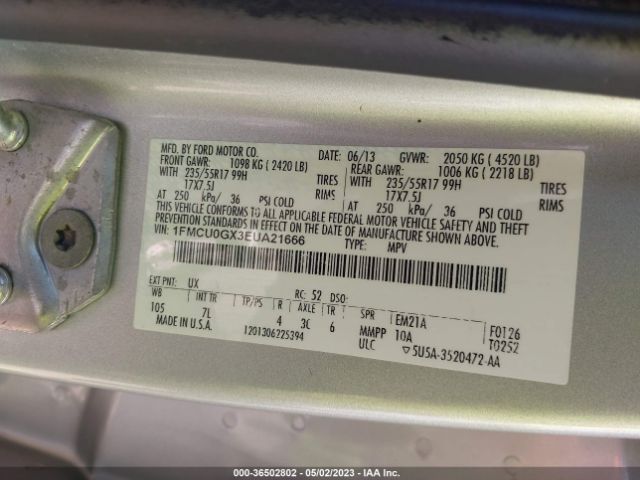 MFD. BY FORD MOTOR CO. DATE: 06/13 GVWR: 2050 KG ( 4520 LB)
FRONT GAWR: 1098 KG ( 2420 LB) REAR GAWR: 1006 KG ( 2218 LB)
WITH 235/55R17 99H TIRES WITH 235/55R17 99H TIRES
17X7.5J RIMS 17X7.5J RIMS
AT 250 kPa/ 36 PSI COLD AT 250 kPa/ 36 PSI COLD
THIS VEHICLE CONFORMS TO ALL APPLICABLE FEDERAL MOTOR VEHICLE SAFETY AND THEFT
PREVENTION STANDARDS IN EFFECT ON THE DATE OF MANUFACTURE SHOWN ABOVE.
VIN: 1FMCU0GX3EUA21666 TYPE: MPV
EXT PNT: UX RC: 52 DSO:
WB INT TR TP/PS R AXLE TR SPR EM21A F0126
105 7L 4 3C 6 MMPP 10A T0252
MADE IN U.S.A. 1201306225394 ULC ▽5U5A-3520472-AA
000-36502802 - 05/02/2023 - IAA Inc.